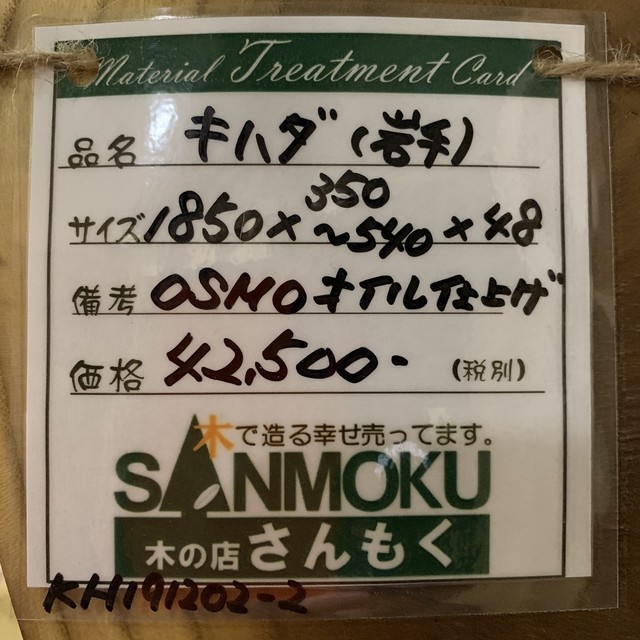 Material Treatment Card
品名 キハダ(岩手)
サイズ 1850×350~540×48
備考 OSMOオイル仕上げ
価格 42,500- (税別)
木で造る幸せ売ってます。
SANMOKU
木の店 さんもく
KH191202-2